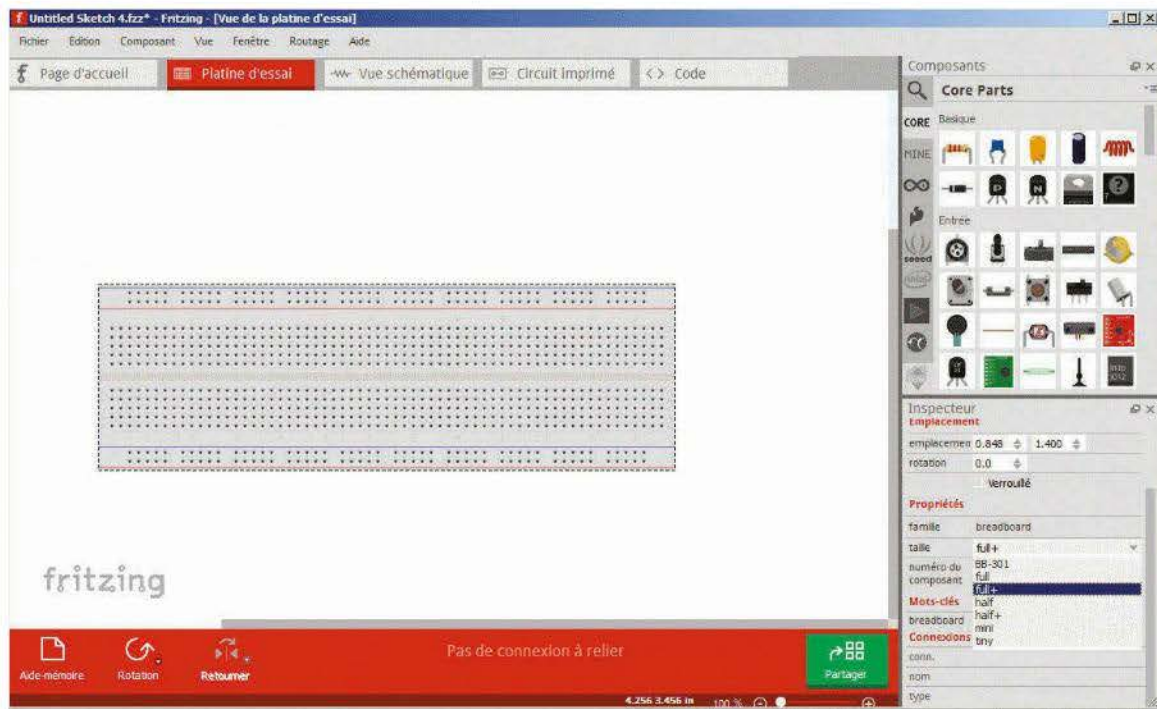 Untitled Sketch 4.fzz* - Fritzing - [Vue de la platine d'essai]
Fichier Édition Composant Vue Fenêtre Routage Aide
Page d'accueil Platine d'essai Vue schématique Circuit imprimé Code
Composants
Core Parts
CORE Basique
MINE
Entrée
seeed
intel
fritzing
Inspecteur
Emplacement
emplacemen 0.848 1.400
rotation 0.0
Verrouillé
Propriétés
famille breadboard
taille full+
numéro du composant
BB-301
full
full+
half
half+
mini
tiny
Mots-clés
breadboard
Connexions
conn.
nom
type
Aide-mémoire Rotation Retourner
Pas de connexion à relier
Partager
4.256 3.456 in 100 %